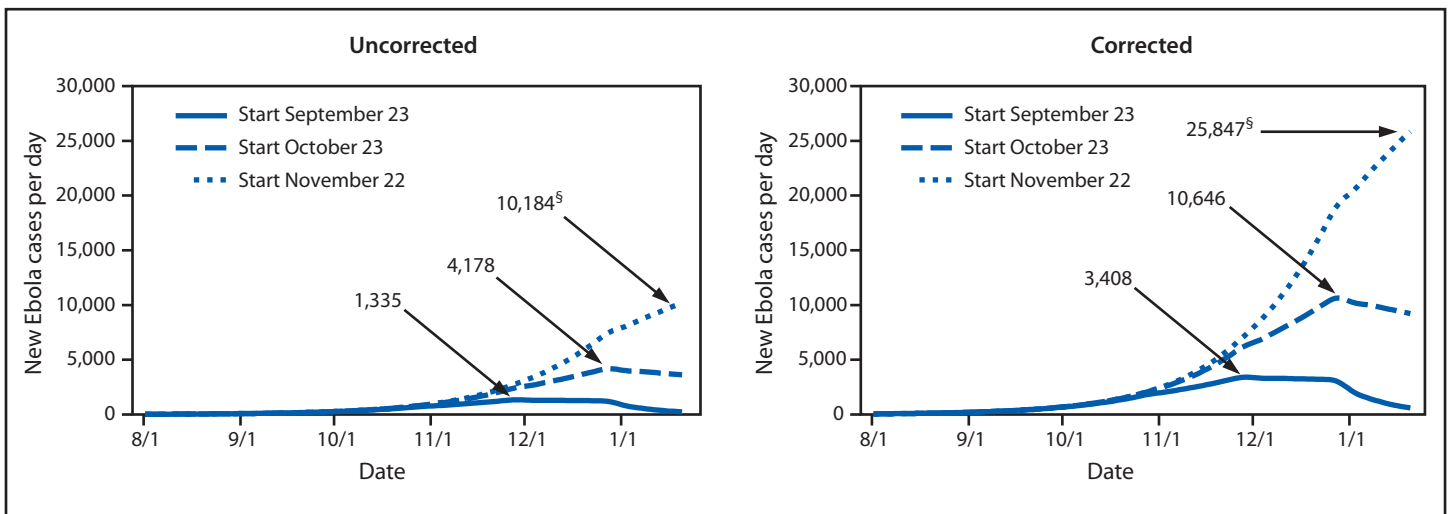 Uncorrected
30,000
25,000
20,000
15,000
10,000
5,000
0
New Ebola cases per day
Start September 23
Start October 23
Start November 22
10,184§
4,178
1,335
8/1 9/1 10/1 11/1 12/1 1/1
Date
Corrected
30,000
25,000
20,000
15,000
10,000
5,000
0
New Ebola cases per day
Start September 23
Start October 23
Start November 22
25,847§
10,646
3,408
8/1 9/1 10/1 11/1 12/1 1/1
Date